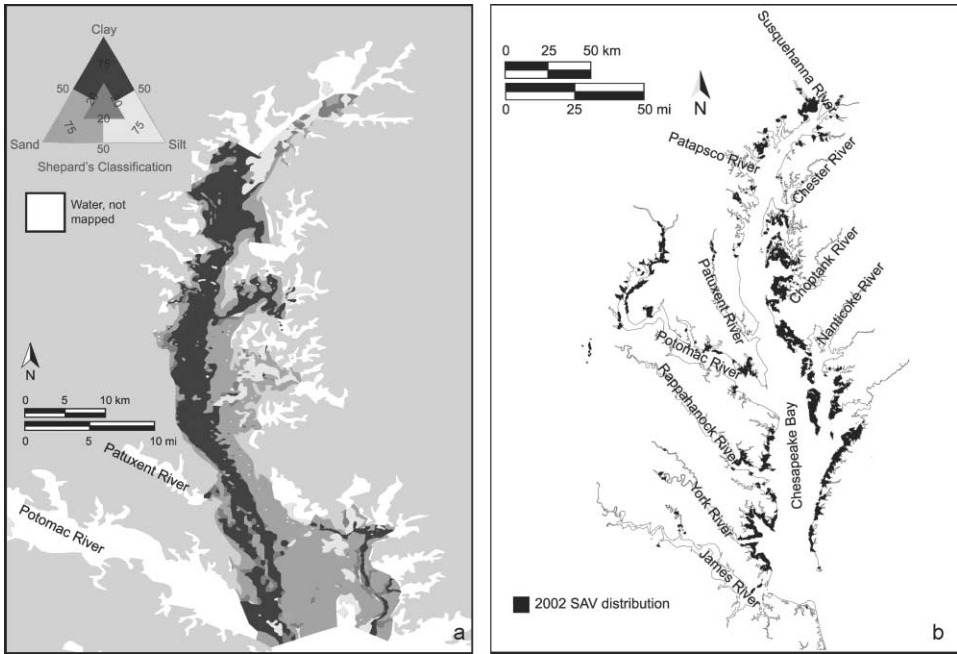 Clay
75
50
50
20
20
20
75
75
Sand
50
Silt
Shepard's Classification
Water, not
mapped
N
0 5 10 km
0 5 10 mi
Patuxent River
Potomac River
a
0 25 50 km
N
0 25 50 mi
Susquehanna River
Patapsco River
Chester River
Choptank River
Nanticoke River
Patuxent River
Potomac River
Rappahanock River
Chesapeake Bay
York River
James River
2002 SAV distribution
b